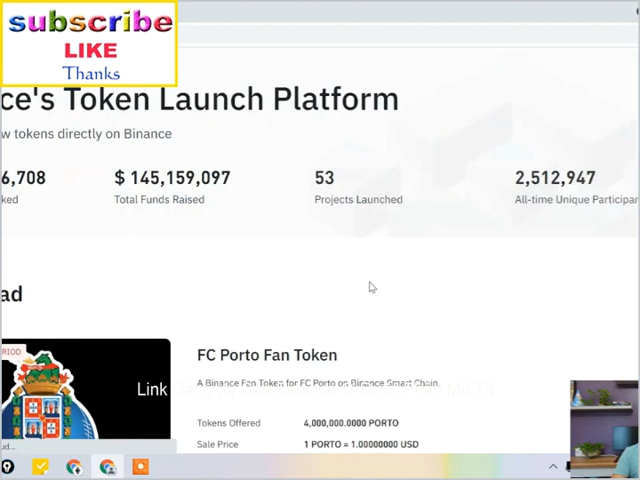 subscribe
LIKE
Thanks
ce's Token Launch Platform
w tokens directly on Binance
6,708
$ 145,159,097
53
2,512,947
ked
Total Funds Raised
Projects Launched
All-time Unique Participan
ad
RIOD
FC Porto Fan Token
A Binance Fan Token for FC Porto on Binance Smart Chain.
Link
Tokens Offered
4,000,000.0000 PORTO
Sale Price
1 PORTO = 1.00000000 USD
ud...